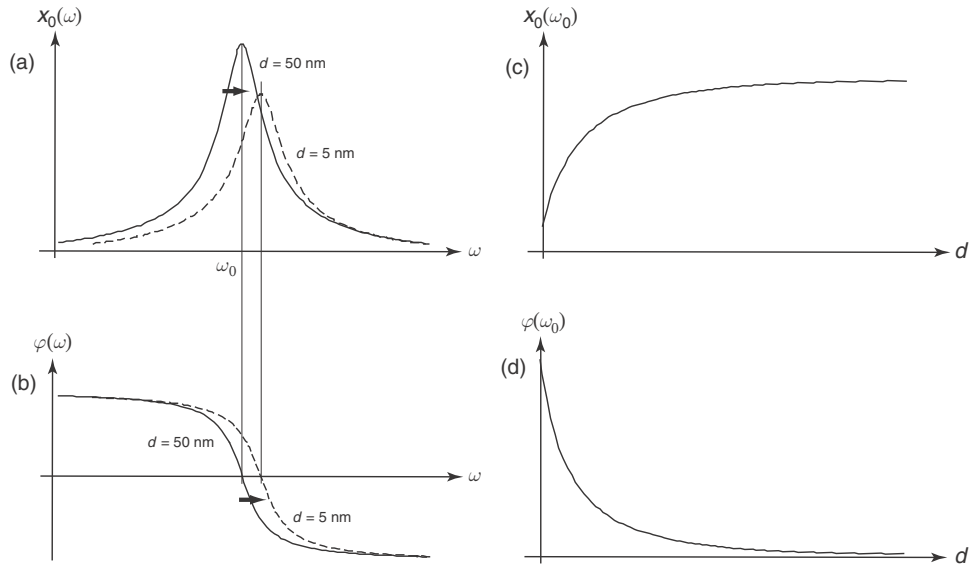 (a)
x₀(ω)
d = 50 nm
d = 5 nm
ω₀
ω
(b)
φ(ω)
d = 50 nm
d = 5 nm
ω
(c)
x₀(ω₀)
d
(d)
φ(ω₀)
d